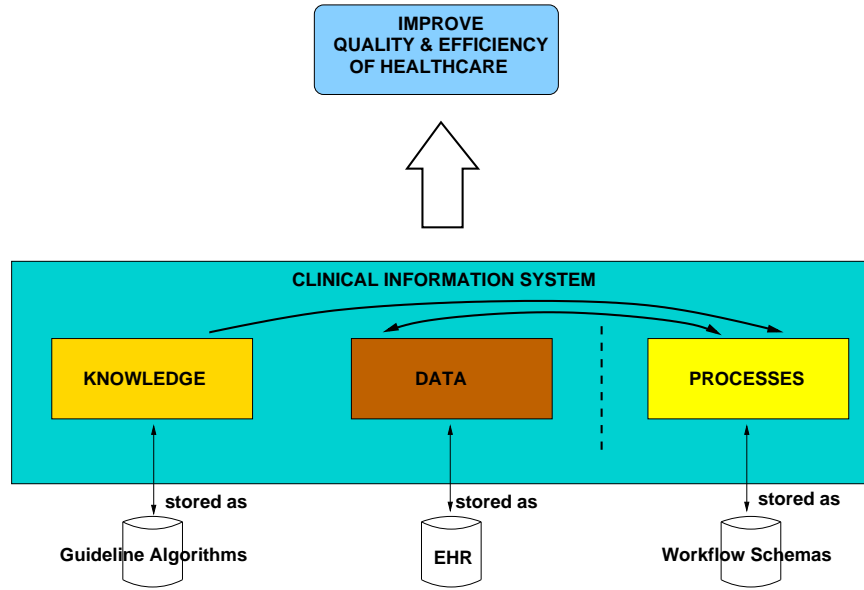 IMPROVE
QUALITY & EFFICIENCY
OF HEALTHCARE
CLINICAL INFORMATION SYSTEM
KNOWLEDGE
DATA
PROCESSES
stored as
stored as
stored as
Guideline Algorithms
EHR
Workflow Schemas